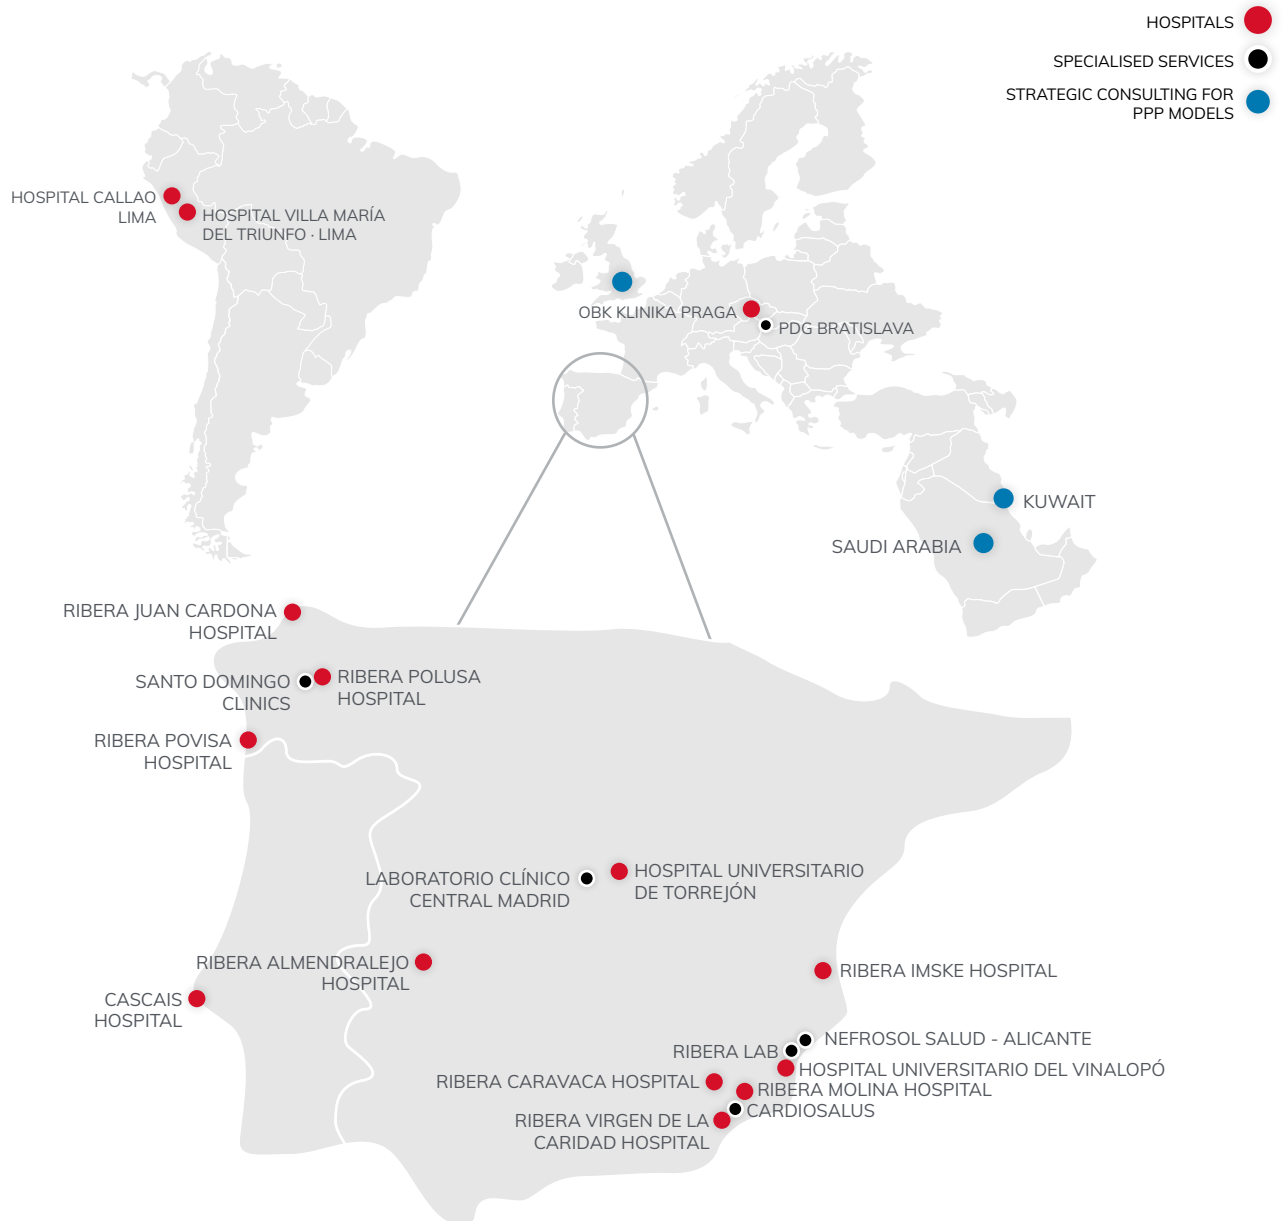 HOSPITALS
SPECIALISED SERVICES
STRATEGIC CONSULTING FOR
PPP MODELS
HOSPITAL CALLAO
LIMA
HOSPITAL VILLA MARÍA
DEL TRIUNFO · LIMA
OBK KLINIKA PRAGA
PDG BRATISLAVA
KUWAIT
SAUDI ARABIA
RIBERA JUAN CARDONA
HOSPITAL
SANTO DOMINGO
CLINICS
RIBERA POLUSA
HOSPITAL
RIBERA POVISA
HOSPITAL
LABORATORIO CLÍNICO
CENTRAL MADRID
HOSPITAL UNIVERSITARIO
DE TORREJÓN
RIBERA ALMENDRALEJO
HOSPITAL
RIBERA IMSKE HOSPITAL
CASCAIS
HOSPITAL
NEFROSOL SALUD - ALICANTE
RIBERA LAB
HOSPITAL UNIVERSITARIO DEL VINALOPÓ
RIBERA CARAVACA HOSPITAL
RIBERA MOLINA HOSPITAL
CARDIOSALUS
RIBERA VIRGEN DE LA
CARIDAD HOSPITAL